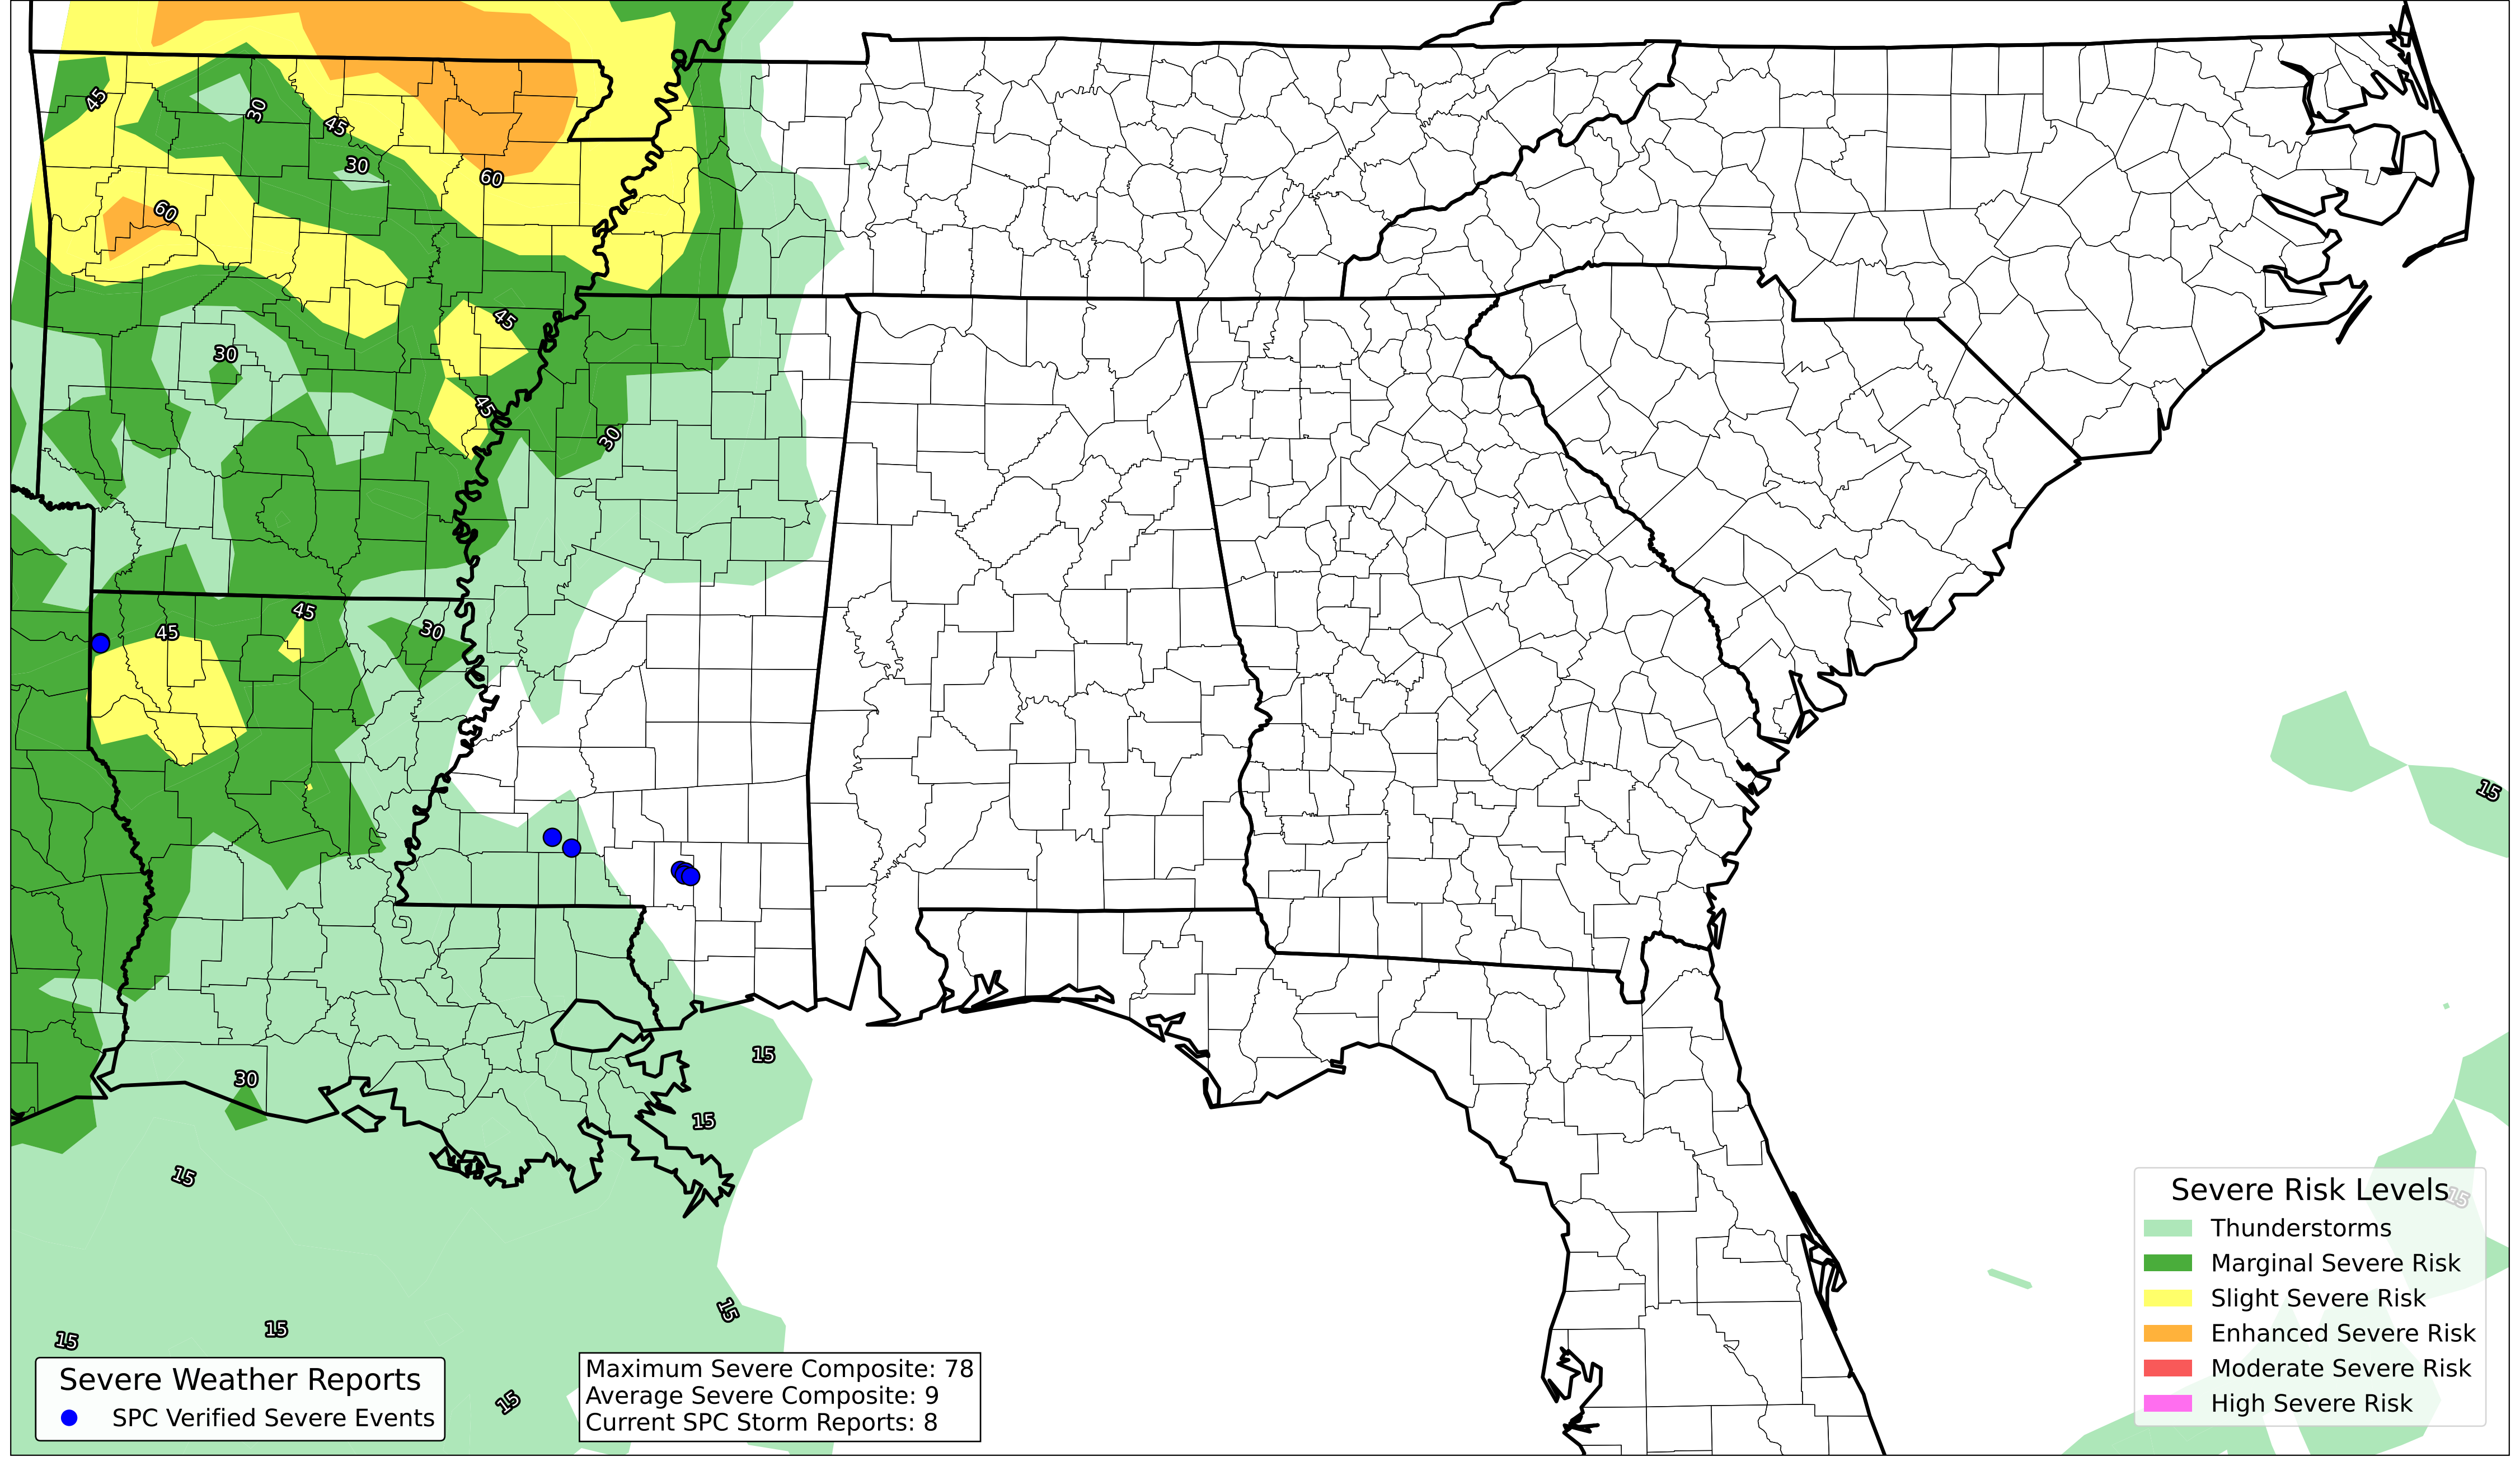 45
30
45
30
60
60
45
30
45
30
45
45
30
15
15
30
15
15
15
15
15
15
15
Severe Risk Levels
Thunderstorms
Marginal Severe Risk
Slight Severe Risk
Enhanced Severe Risk
Moderate Severe Risk
High Severe Risk
Severe Weather Reports
SPC Verified Severe Events
Maximum Severe Composite: 78
Average Severe Composite: 9
Current SPC Storm Reports: 8